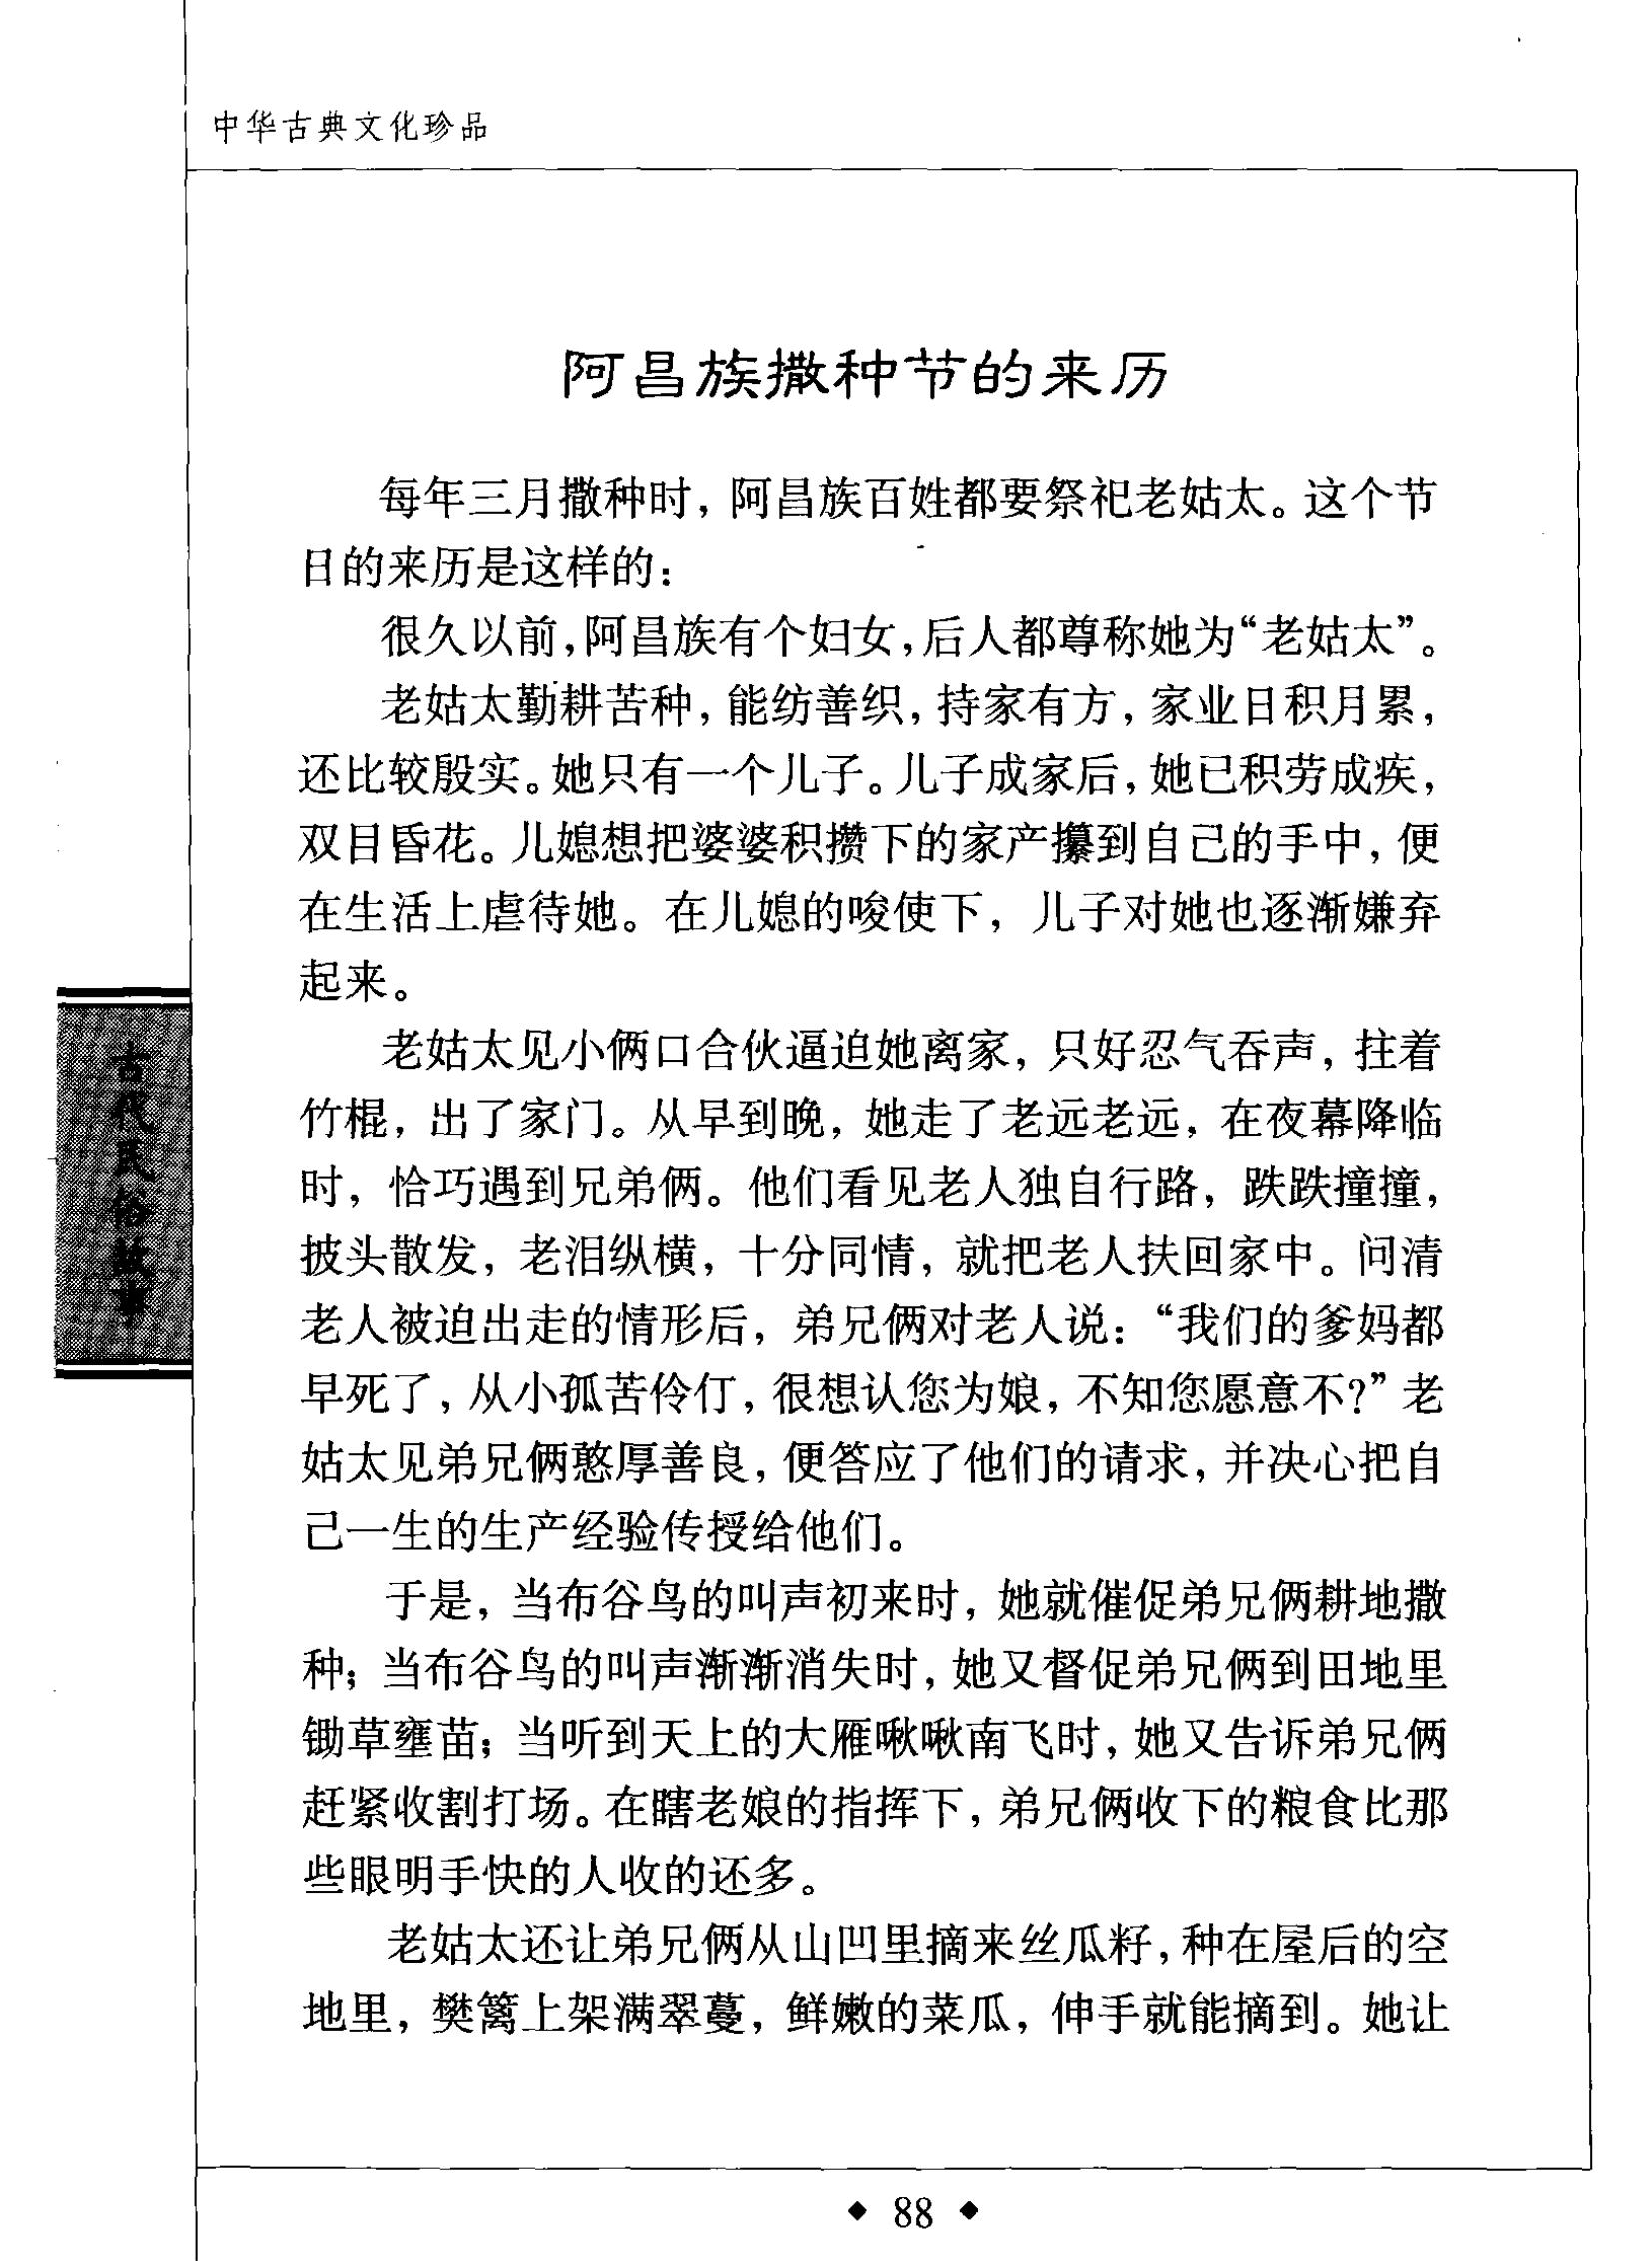 中华古典文化珍品
阿昌族撒种节的来历
每年三月撒种时，阿昌族百姓都要祭祀老姑太。这个节
日的来历是这样的：
很久以前，阿昌族有个妇女，后人都尊称她为“老姑太”。
老姑太勤耕苦种，能纺善织，持家有方，家业日积月累，
还比较殷实。她只有一个儿子。儿子成家后，她已积劳成疾，
双目昏花。儿媳想把婆婆积攒下的家产攥到自己的手中，便
在生活上虐待她。在儿媳的唆使下，儿子对她也逐渐嫌弃
起来。
老姑太见小俩口合伙逼迫她离家，只好忍气吞声，拄着
竹棍，出了家门。从早到晚，她走了老远老远，在夜幕降临
时，恰巧遇到兄弟俩。他们看见老人独自行路，跌跌撞撞，
披头散发，老泪纵横，十分同情，就把老人扶回家中。问清
老人被迫出走的情形后，弟兄俩对老人说：“我们的爹妈都
早死了，从小孤苦伶仃，很想认您为娘，不知您愿意不?”老
姑太见弟兄俩憨厚善良，便答应了他们的请求，并决心把自
己一生的生产经验传授给他们。
于是，当布谷鸟的叫声初来时，她就催促弟兄俩耕地撒
种；当布谷鸟的叫声渐渐消失时，她又督促弟兄俩到田地里
锄草壅苗；当听到天上的大雁啾啾南飞时，她又告诉弟兄俩
赶紧收割打场。在瞎老娘的指挥下，弟兄俩收下的粮食比那
些眼明手快的人收的还多。
老姑太还让弟兄俩从山凹里摘来丝瓜籽，种在屋后的空
地里，樊篱上架满翠蔓，鲜嫩的菜瓜，伸手就能摘到。她让
古代民俗故事
◆ 88 ◆